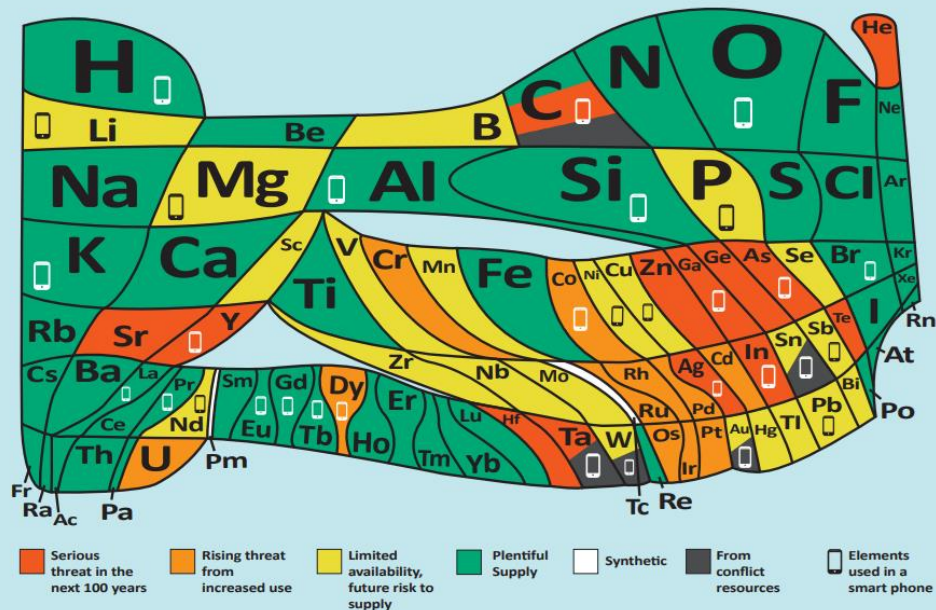 H He
C N O F Ne
Li Be B
Na Mg Al Si P S Cl Ar
K Ca Sc Ti V Cr Mn Fe Co Ni Cu Zn Ga Ge As Se Br Kr
Rb Sr Y Zr Nb Mo Rh Ag Cd In Sn Sb Te I Xe Rn
Cs Ba La Pr Sm Gd Dy Er Lu Hf Ta W Ru Pd Au Hg Tl Pb Bi At
Ce Nd Eu Tb Ho Tm Yb Os Pt Ir Po
Fr Ra Ac Th Pa U Pm Tc Re
Serious threat in the next 100 years
Rising threat from increased use
Limited availability, future risk to supply
Plentiful Supply
Synthetic
From conflict resources
Elements used in a smart phone